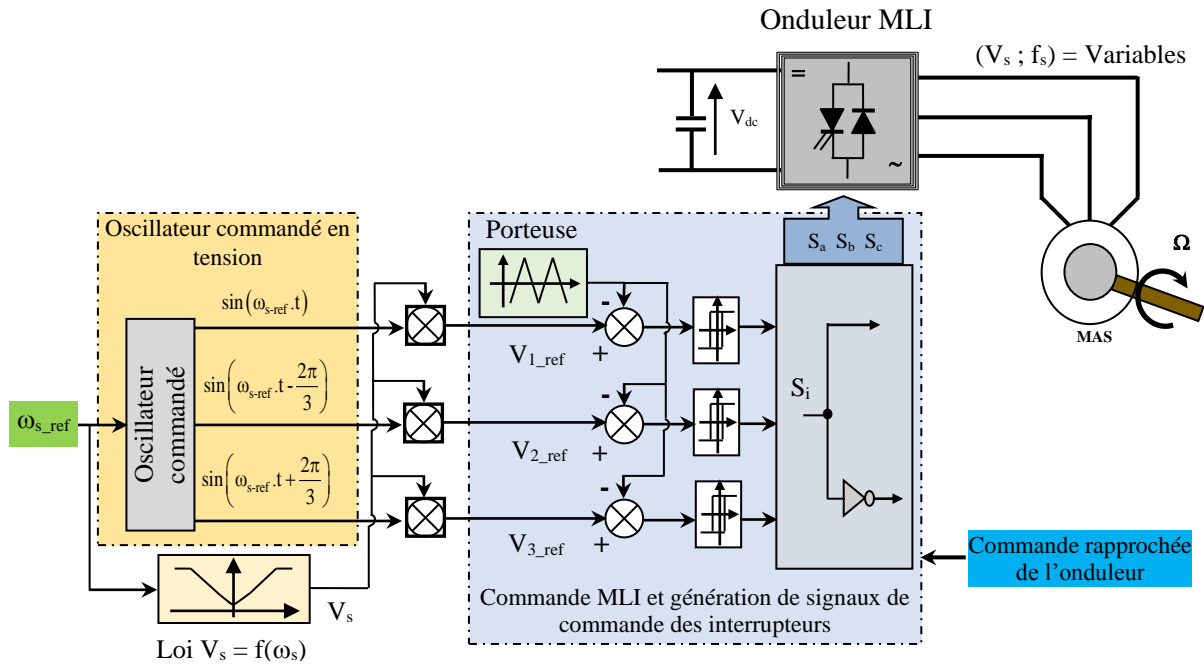 Onduleur MLI
(Vs ; fs) = Variables
=
Vdc
~
Sa Sb Sc
Ω
MAS
Oscillateur commandé en
tension
Porteuse
sin(ωs-ref .t)
sin(ωs-ref .t - 2π/3)
sin(ωs-ref .t + 2π/3)
Oscillateur
commandé
ωs_ref
-
+
V1_ref
-
+
V2_ref
-
+
V3_ref
Si
Vs
Loi Vs = f(ωs)
Commande MLI et génération de signaux de
commande des interrupteurs
Commande rapprochée
de l’onduleur